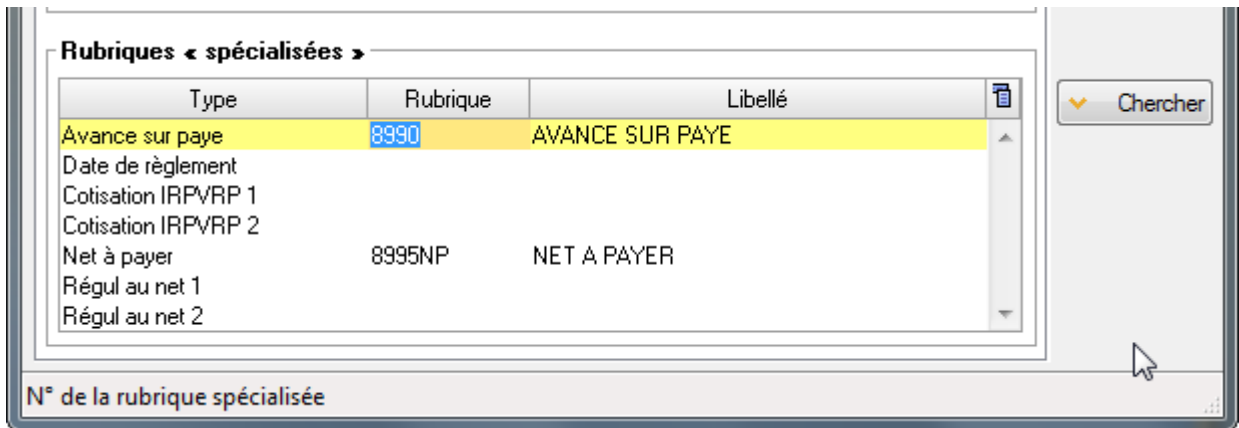 Rubriques « spécialisées »
Type Rubrique Libellé
Chercher
Avance sur paye 8990 AVANCE SUR PAYE
Date de règlement
Cotisation IRPVRP 1
Cotisation IRPVRP 2
Net à payer 8995NP NET A PAYER
Régul au net 1
Régul au net 2
N° de la rubrique spécialisée